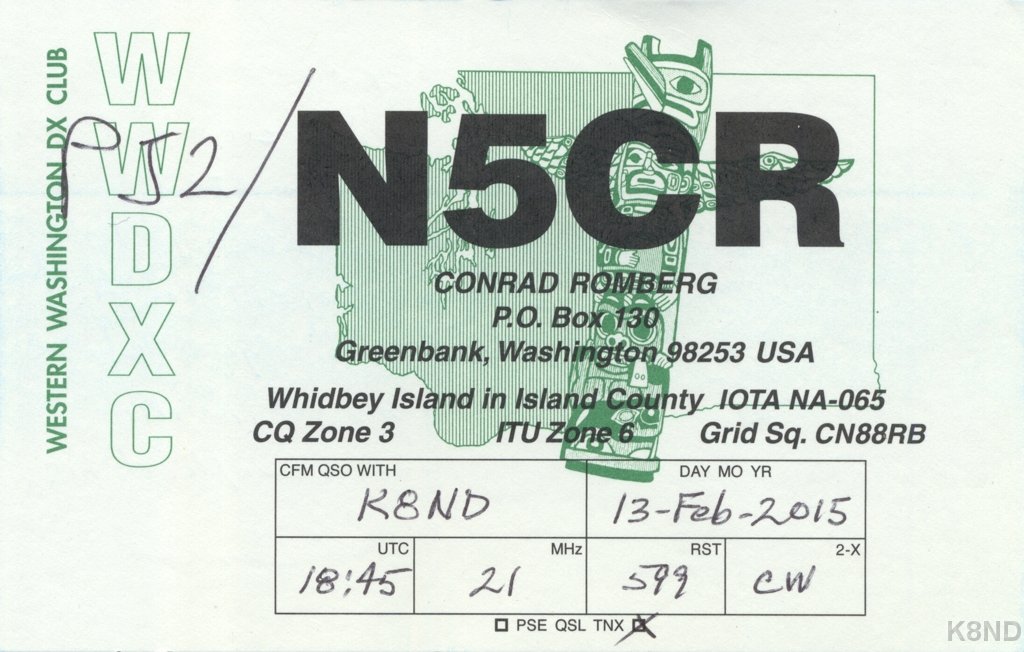 WESTERN WASHINGTON DX CLUB
WWDXC
P52/
N5CR
CONRAD ROMBERG
P.O. Box 130
Greenbank, Washington 98253 USA
Whidbey Island in Island County IOTA NA-065
CQ Zone 3 ITU Zone 6 Grid Sq. CN88RB
CFM QSO WITH DAY MO YR
K8ND 13-Feb-2015
UTC MHz RST 2-X
18:45 21 599 CW
PSE QSL TNX X
K8ND